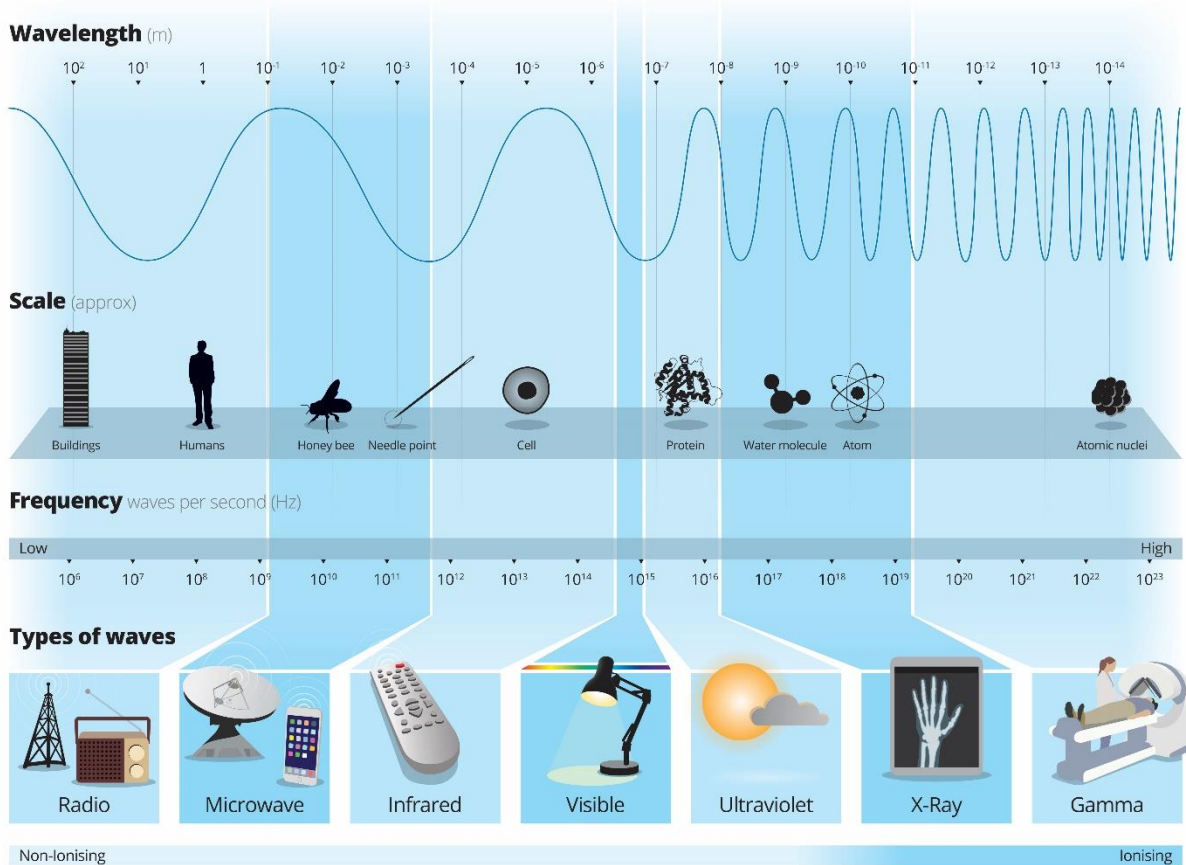 Wavelength (m)
10² 10¹ 1 10⁻¹ 10⁻² 10⁻³ 10⁻⁴ 10⁻⁵ 10⁻⁶ 10⁻⁷ 10⁻⁸ 10⁻⁹ 10⁻¹⁰ 10⁻¹¹ 10⁻¹² 10⁻¹³ 10⁻¹⁴
Scale (approx)
Buildings Humans Honey bee Needle point Cell Protein Water molecule Atom Atomic nuclei
Frequency waves per second (Hz)
Low High
10⁶ 10⁷ 10⁸ 10⁹ 10¹⁰ 10¹¹ 10¹² 10¹³ 10¹⁴ 10¹⁵ 10¹⁶ 10¹⁷ 10¹⁸ 10¹⁹ 10²⁰ 10²¹ 10²² 10²³
Types of waves
Radio Microwave Infrared Visible Ultraviolet X-Ray Gamma
Non-Ionising Ionising